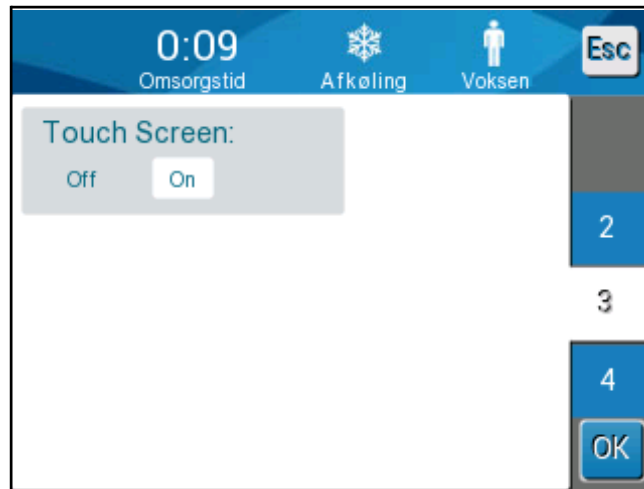 0:09
Omsorgstid
Afkøling
Voksen
Esc
Touch Screen:
Off On
2
3
4
OK